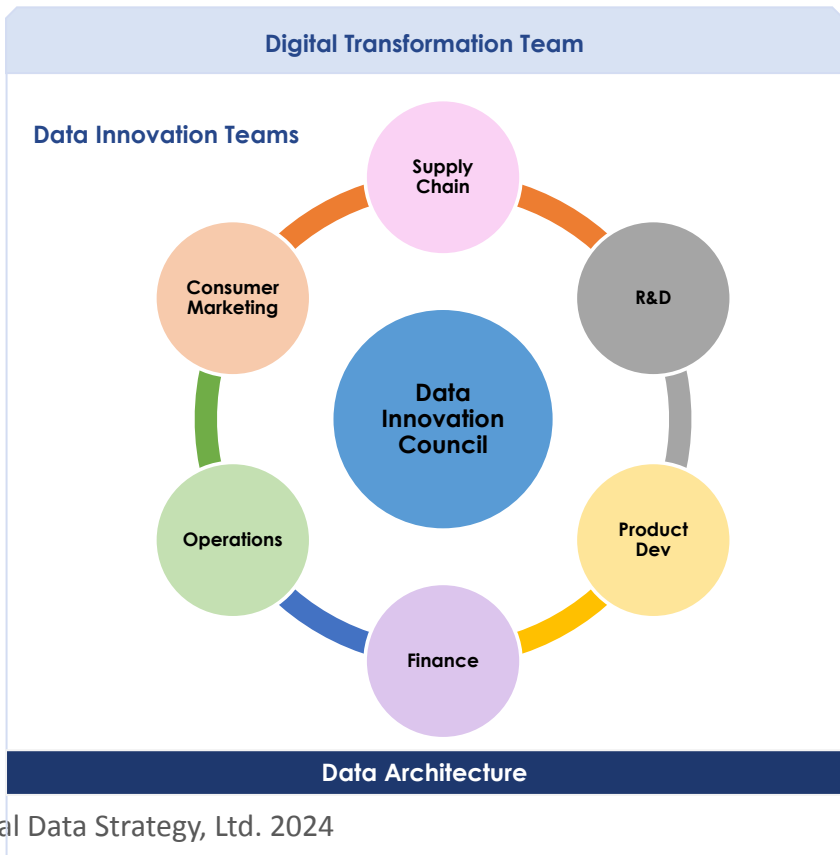 Digital Transformation Team
Data Innovation Teams
Supply
Chain
Consumer
Marketing
R&D
Data
Innovation
Council
Operations
Product
Dev
Finance
Data Architecture
al Data Strategy, Ltd. 2024